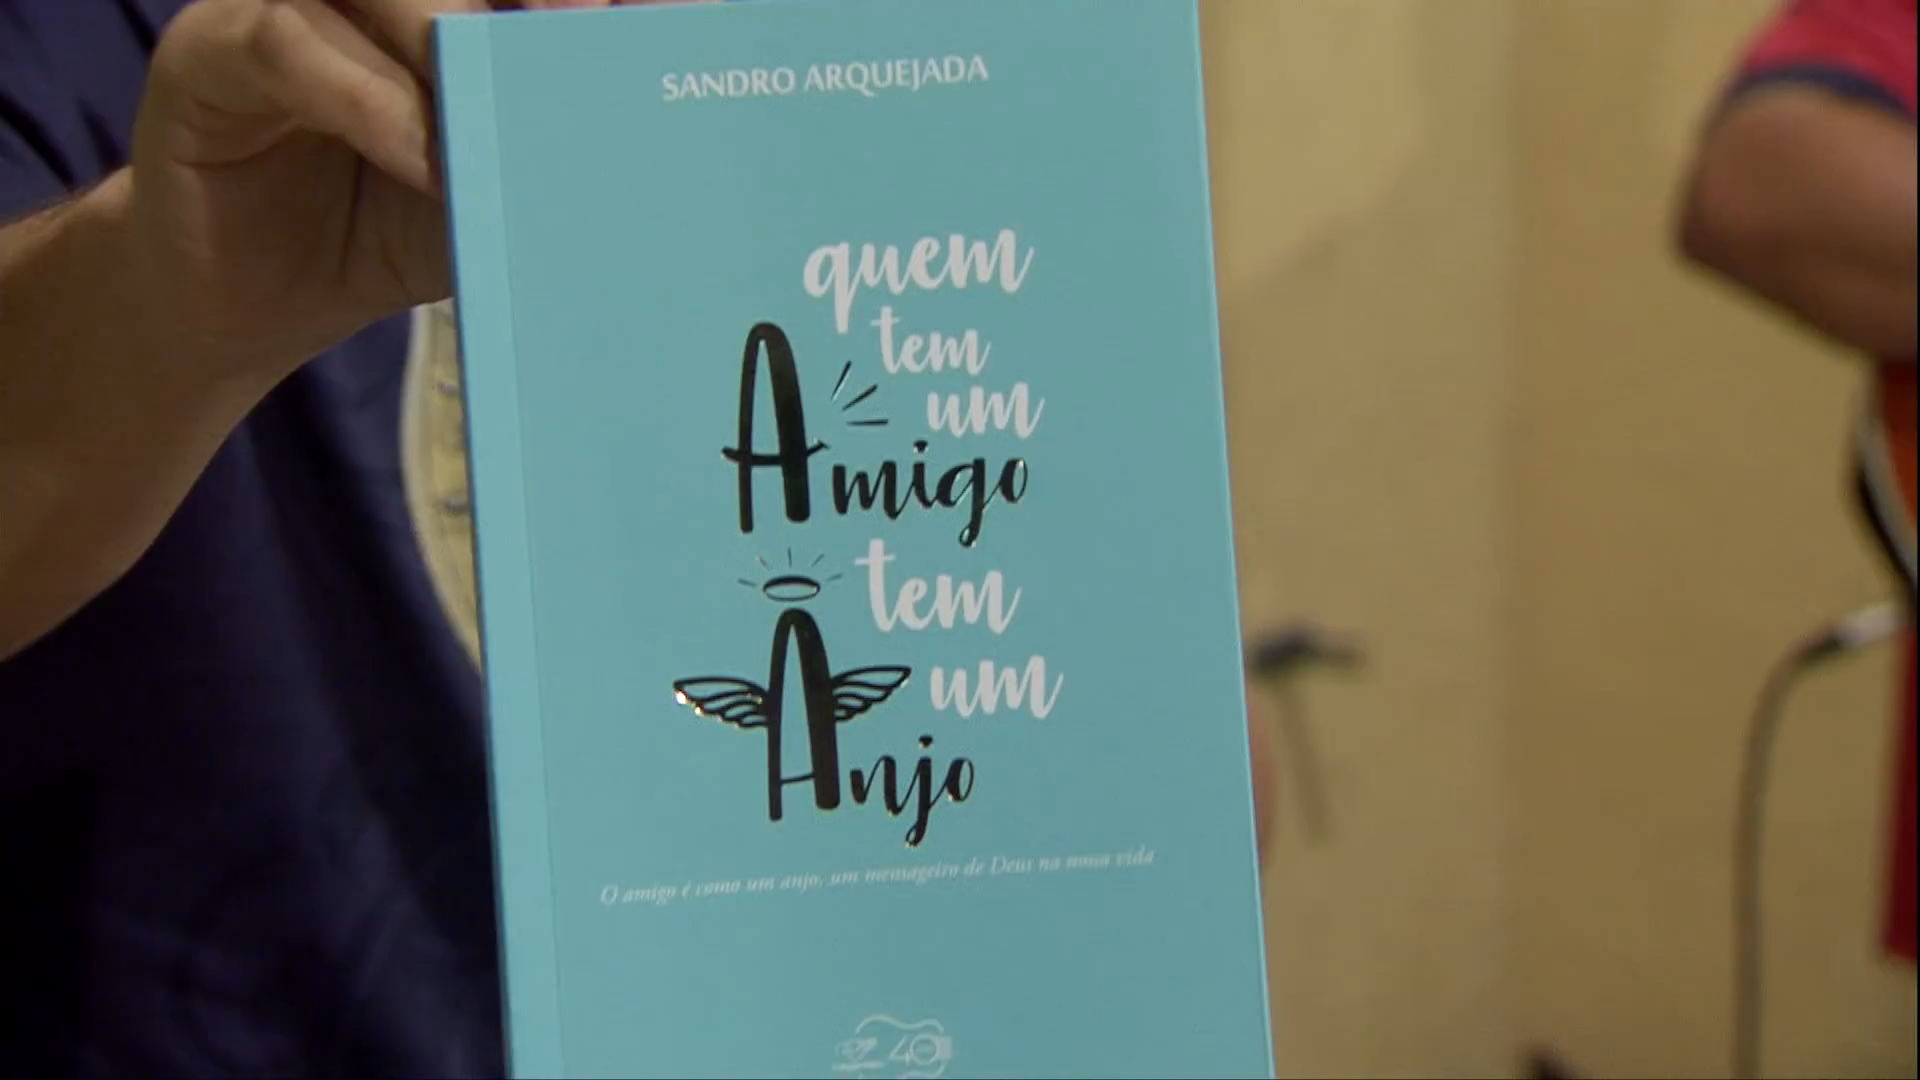 SANDRO ARQUEJADA
quem
tem
um
Amigo
tem
um
Anjo
O amigo é como um anjo, um mensageiro de Deus na nossa vida
40